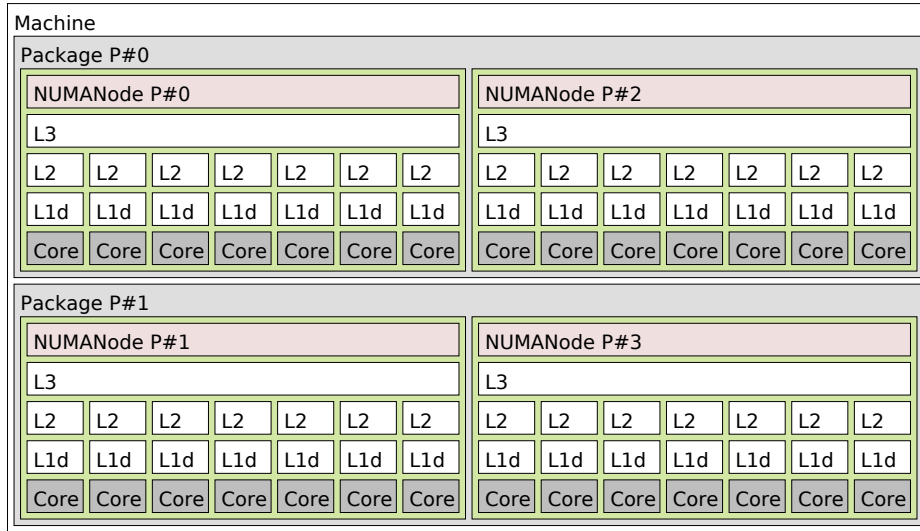 Machine
Package P#0
NUMANode P#0 NUMANode P#2
L3 L3
L2 L2 L2 L2 L2 L2 L2 L2 L2 L2 L2 L2 L2 L2
L1d L1d L1d L1d L1d L1d L1d L1d L1d L1d L1d L1d L1d L1d
Core Core Core Core Core Core Core Core Core Core Core Core Core Core
Package P#1
NUMANode P#1 NUMANode P#3
L3 L3
L2 L2 L2 L2 L2 L2 L2 L2 L2 L2 L2 L2 L2 L2
L1d L1d L1d L1d L1d L1d L1d L1d L1d L1d L1d L1d L1d L1d
Core Core Core Core Core Core Core Core Core Core Core Core Core Core